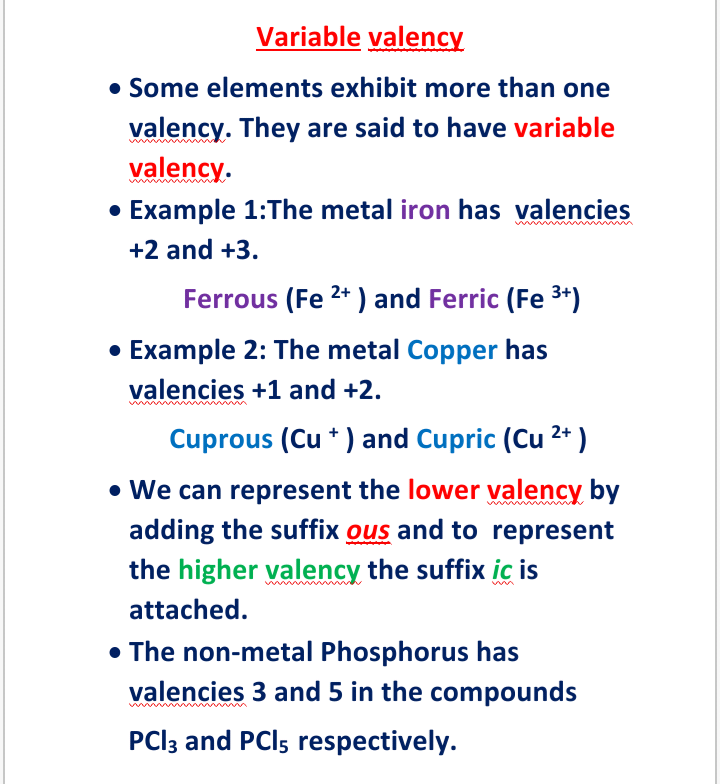 Variable valency
• Some elements exhibit more than one
valency. They are said to have variable
valency.
• Example 1:The metal iron has  valencies
+2 and +3.
Ferrous (Fe ²⁺ ) and Ferric (Fe ³⁺)
• Example 2: The metal Copper has
valencies +1 and +2.
Cuprous (Cu ⁺ ) and Cupric (Cu ²⁺ )
• We can represent the lower valency by
adding the suffix ous and to  represent
the higher valency the suffix ic is
attached.
• The non-metal Phosphorus has
valencies 3 and 5 in the compounds
PCl₃ and PCl₅ respectively.